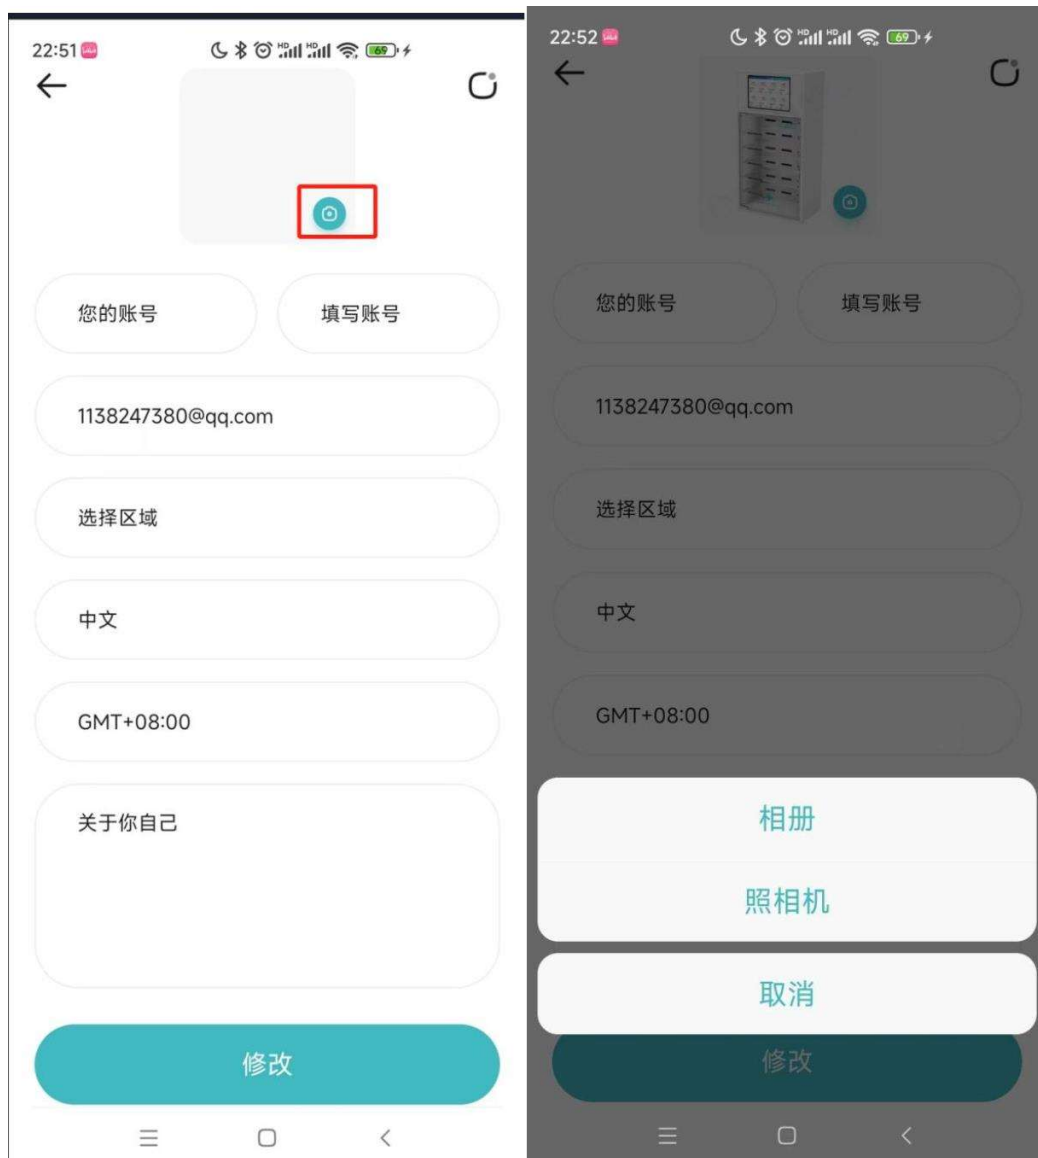 22:51
69
您的账号
填写账号
1138247380@qq.com
选择区域
中文
GMT+08:00
关于你自己
修改
22:52
69
您的账号
填写账号
1138247380@qq.com
选择区域
中文
GMT+08:00
相册
照相机
取消
修改